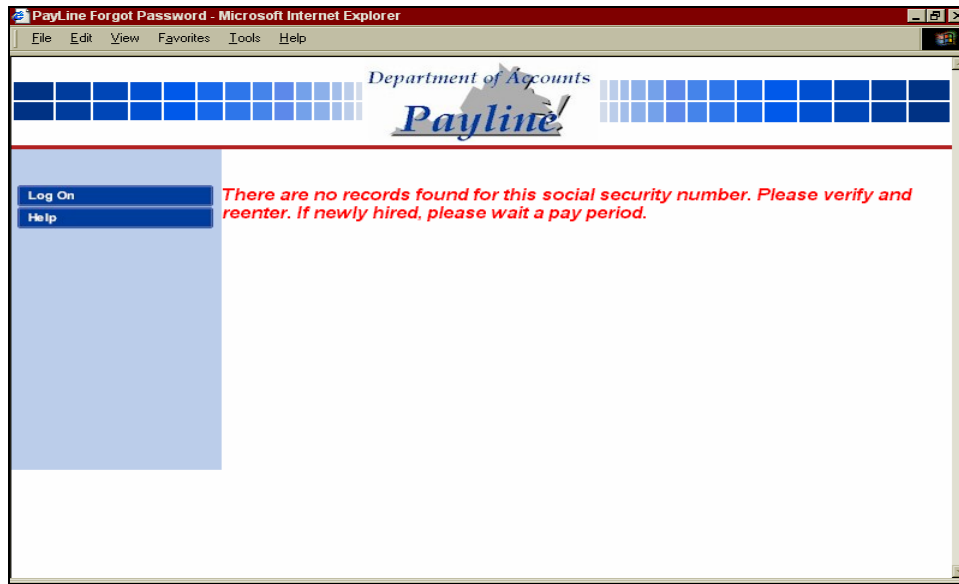 PayLine Forgot Password - Microsoft Internet Explorer
File Edit View Favorites Tools Help
Department of Accounts
Payline
Log On
Help
There are no records found for this social security number. Please verify and
reenter. If newly hired, please wait a pay period.